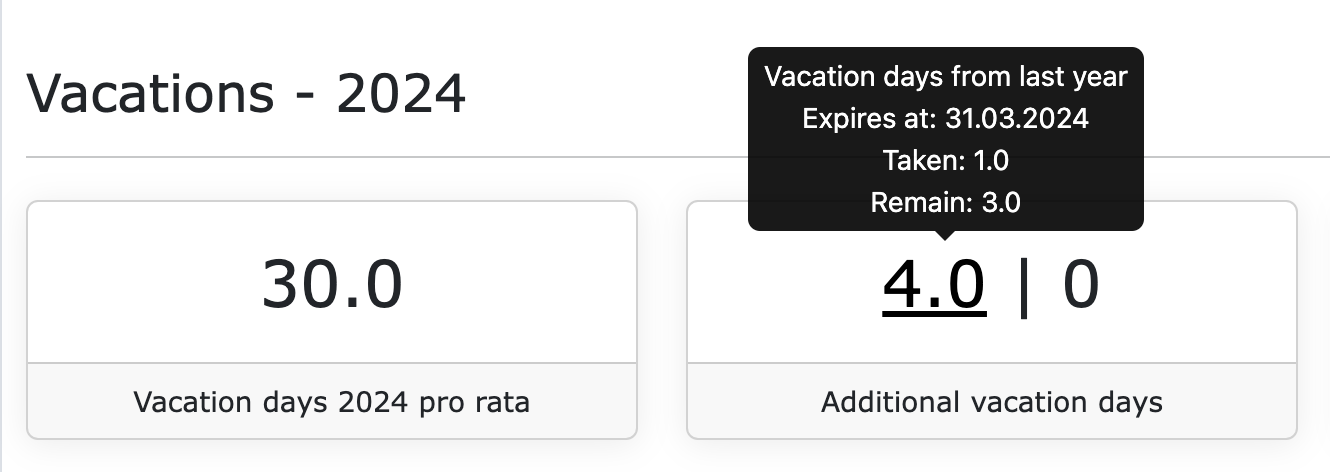 Vacations - 2024
Vacation days from last year
Expires at: 31.03.2024
Taken: 1.0
Remain: 3.0
30.0
4.0 | 0
Vacation days 2024 pro rata
Additional vacation days